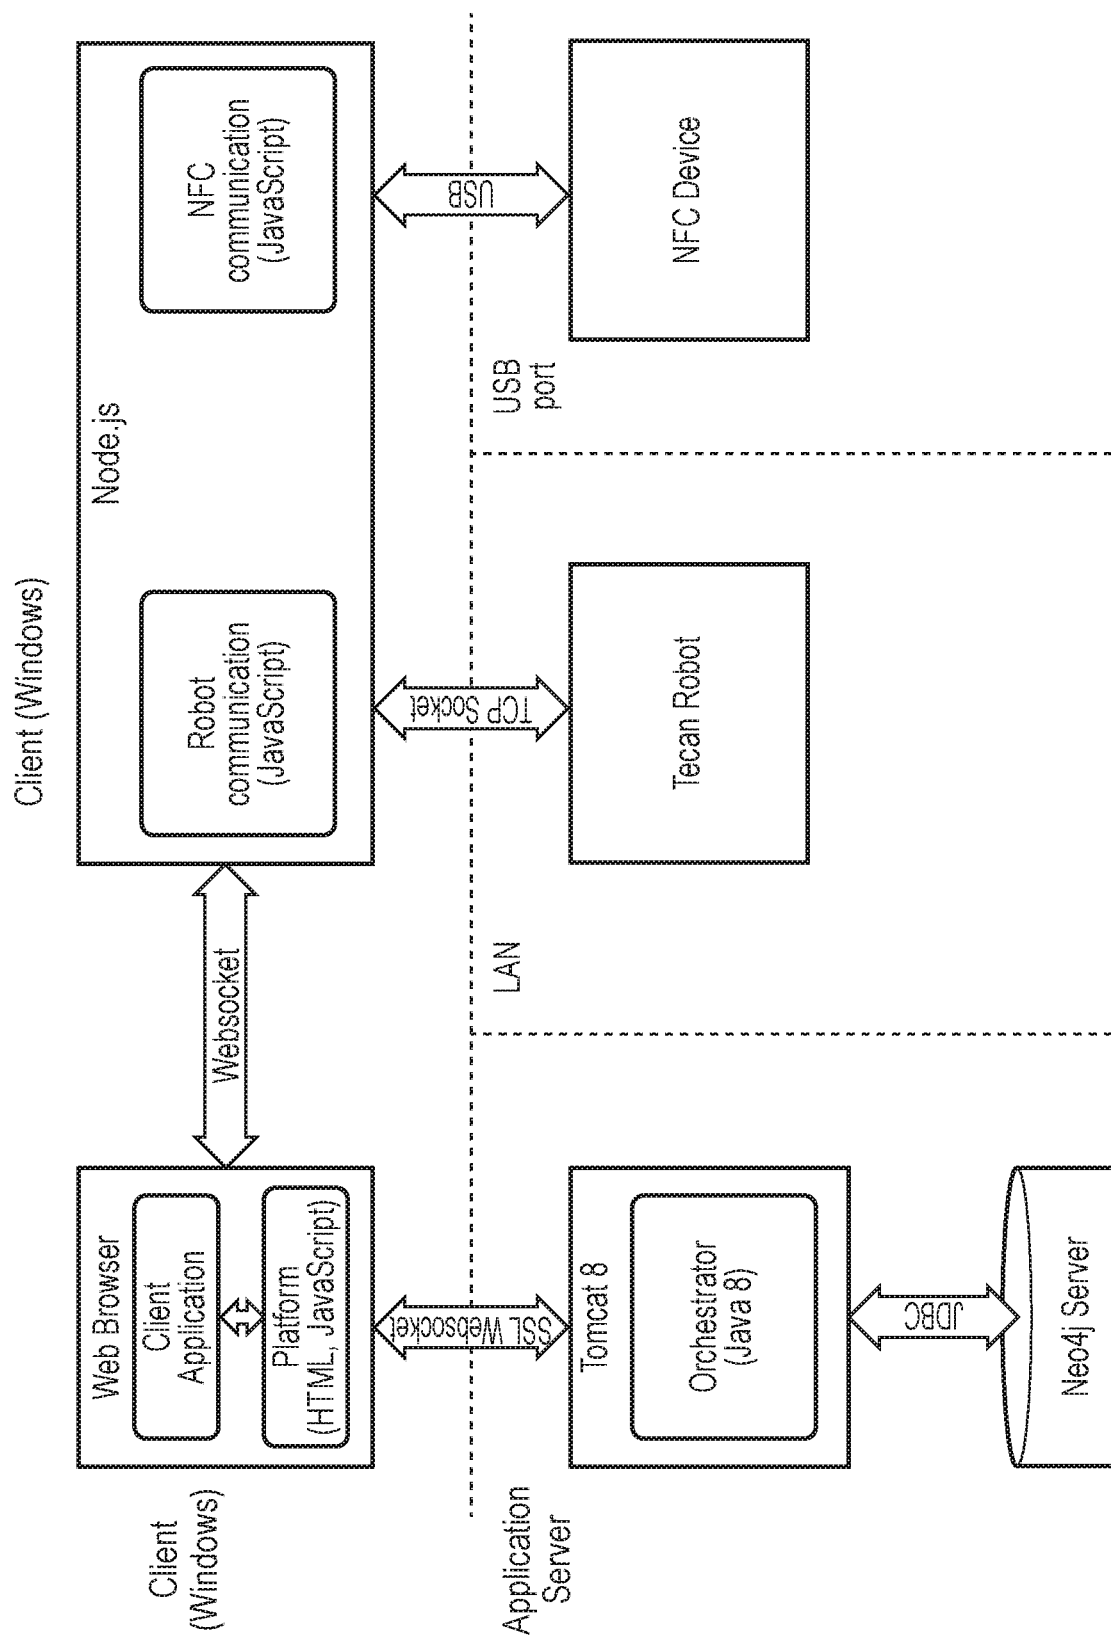 Client (Windows)
Client
(Windows)
Web Browser
Client
Application
Platform
(HTML, JavaScript)
Websocket
Node.js
Robot
communication
(JavaScript)
NFC
communication
(JavaScript)
SSL Websocket
TCP Socket
USB
Application
Server
LAN
USB
port
Tomcat 8
Orchestrator
(Java 8)
Tecan Robot
NFC Device
JDBC
Neo4j Server